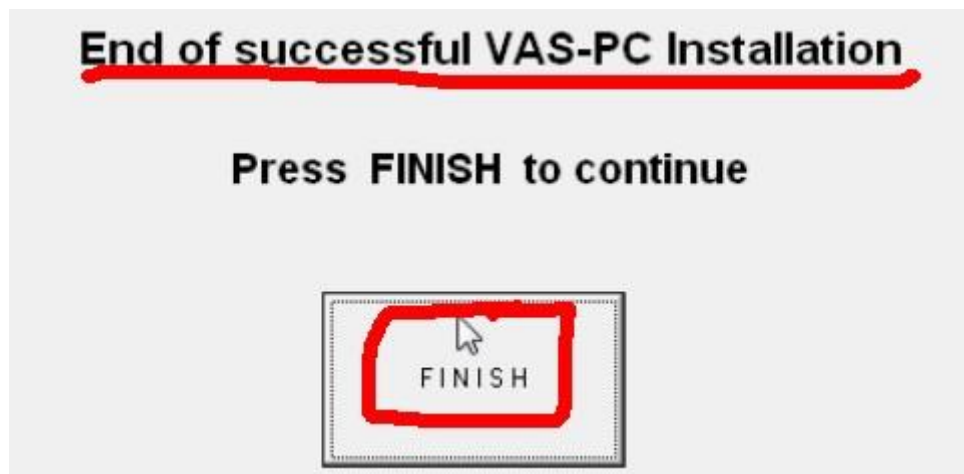 End of successful VAS-PC Installation
Press FINISH to continue
FINISH